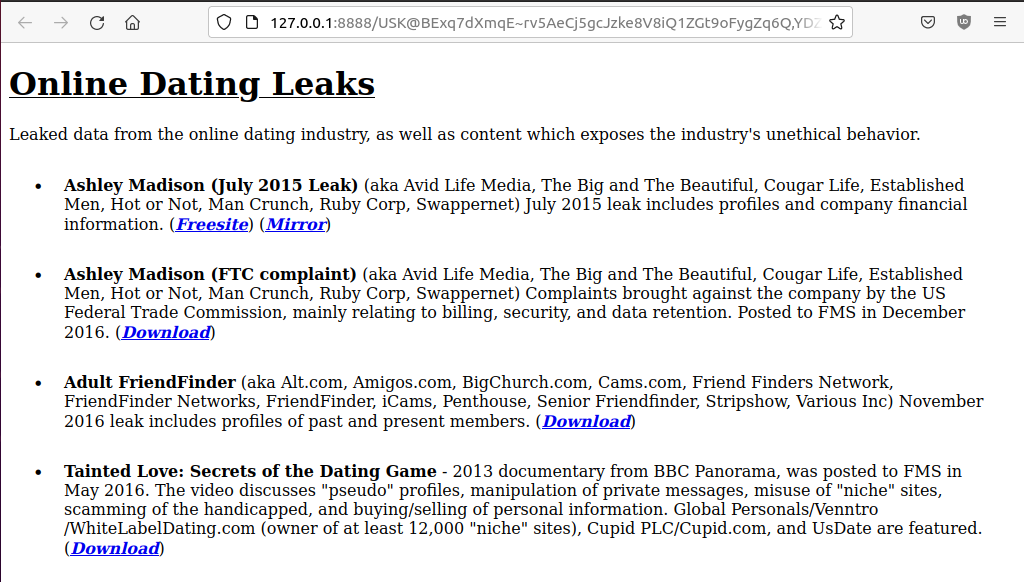 127.0.0.1:8888/USK@BExq7dXmqE~rv5AeCj5gcJzke8V8iQ1ZGt9oFygZq6Q,YDZ
Online Dating Leaks
Leaked data from the online dating industry, as well as content which exposes the industry's unethical behavior.
• Ashley Madison (July 2015 Leak) (aka Avid Life Media, The Big and The Beautiful, Cougar Life, Established
Men, Hot or Not, Man Crunch, Ruby Corp, Swappernet) July 2015 leak includes profiles and company financial
information. (Freesite) (Mirror)
• Ashley Madison (FTC complaint) (aka Avid Life Media, The Big and The Beautiful, Cougar Life, Established
Men, Hot or Not, Man Crunch, Ruby Corp, Swappernet) Complaints brought against the company by the US
Federal Trade Commission, mainly relating to billing, security, and data retention. Posted to FMS in December
2016. (Download)
• Adult FriendFinder (aka Alt.com, Amigos.com, BigChurch.com, Cams.com, Friend Finders Network,
FriendFinder Networks, FriendFinder, iCams, Penthouse, Senior Friendfinder, Stripshow, Various Inc) November
2016 leak includes profiles of past and present members. (Download)
• Tainted Love: Secrets of the Dating Game - 2013 documentary from BBC Panorama, was posted to FMS in
May 2016. The video discusses "pseudo" profiles, manipulation of private messages, misuse of "niche" sites,
scamming of the handicapped, and buying/selling of personal information. Global Personals/Venntro
/WhiteLabelDating.com (owner of at least 12,000 "niche" sites), Cupid PLC/Cupid.com, and UsDate are featured.
(Download)